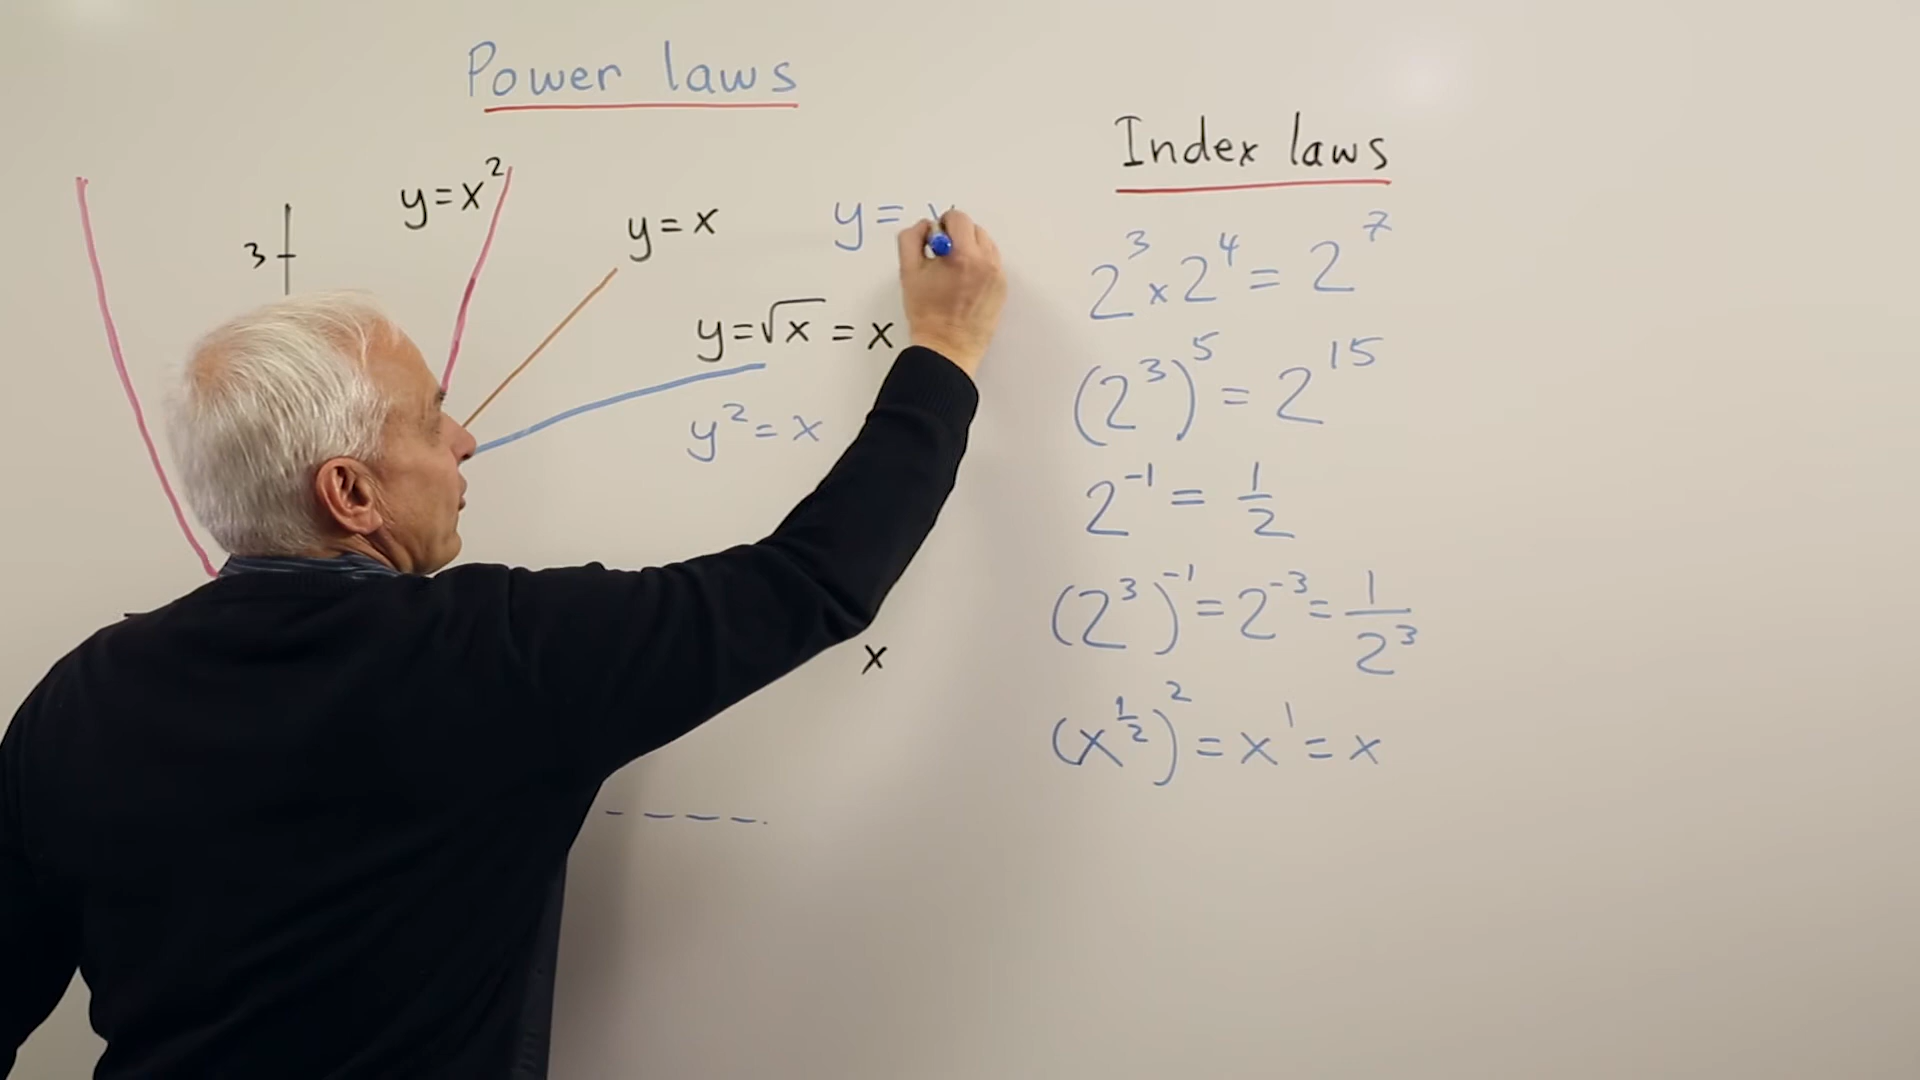 Power laws
y=x²
3
y=x
y=
y=√x = x
y²=x
x
Index laws
2³×2⁴=2⁷
(2³)⁵=2¹⁵
2⁻¹=1/2
(2³)⁻¹=2⁻³=1/2³
(x^½)²=x¹=x